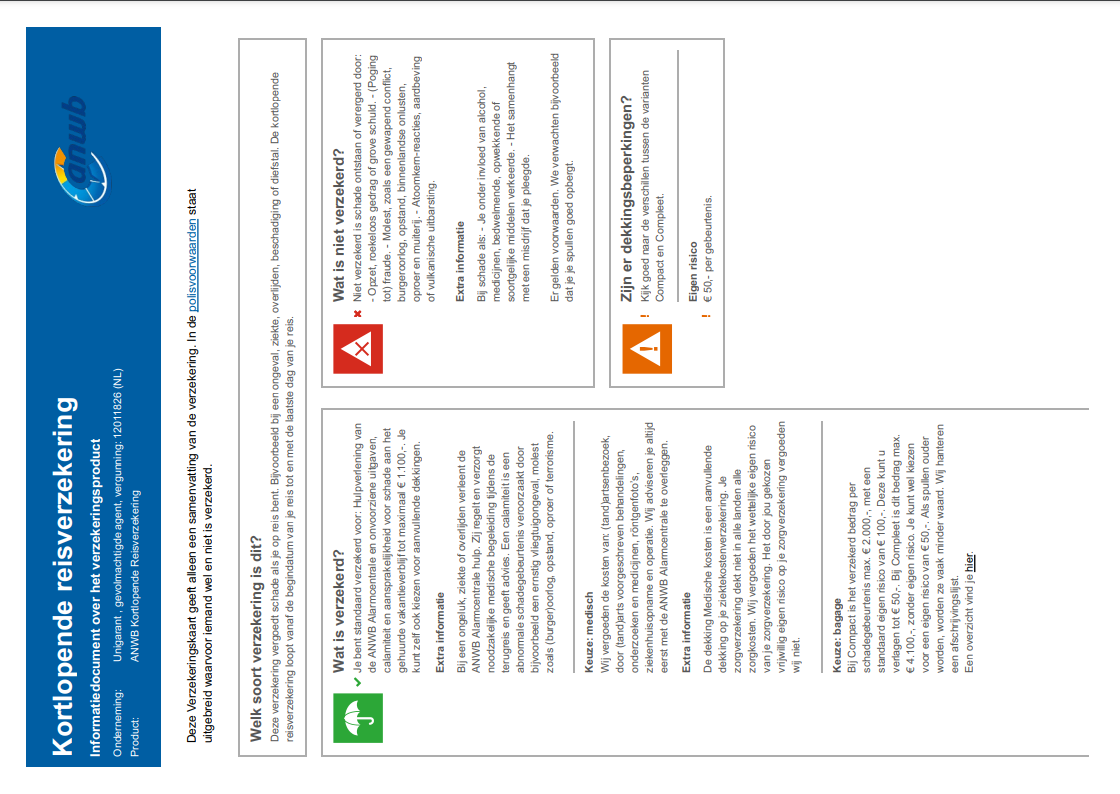 Kortlopende reisverzekering
Informatiedocument over het verzekeringsproduct
Onderneming: Unigarant , gevolmachtigde agent, vergunning: 12011826 (NL)
Product: ANWB Kortlopende Reisverzekering
anwb
Deze Verzekeringskaart geeft alleen een samenvatting van de verzekering. In de polisvoorwaarden staat
uitgebreid waarvoor iemand wel en niet is verzekerd.
Welk soort verzekering is dit?
Deze verzekering vergoedt schade als je op reis bent. Bijvoorbeeld bij een ongeval, ziekte, overlijden, beschadiging of diefstal. De kortlopende
reisverzekering loopt vanaf de begindatum van je reis tot en met de laatste dag van je reis.
Wat is verzekerd?
Je bent standaard verzekerd voor: Hulpverlening van
de ANWB Alarmcentrale en onvoorziene uitgaven,
calamiteit en aansprakelijkheid voor schade aan het
gehuurde vakantieverblijf tot maximaal € 1.100,-. Je
kunt zelf ook kiezen voor aanvullende dekkingen.
Extra informatie
Bij een ongeluk, ziekte of overlijden verleent de
ANWB Alarmcentrale hulp. Zij regelt en verzorgt
noodzakelijke medische begeleiding tijdens de
terugreis en geeft advies. Een calamiteit is een
abnormale schadegebeurtenis veroorzaakt door
bijvoorbeeld een ernstig vliegtuigongeval, molest
zoals (burger)oorlog, opstand, oproer of terrorisme.
Keuze: medisch
Wij vergoeden de kosten van: (tand)artsenbezoek,
door (tand)arts voorgeschreven behandelingen,
onderzoeken en medicijnen, röntgenfoto's,
ziekenhuisopname en operatie. Wij adviseren je altijd
eerst met de ANWB Alarmcentrale te overleggen.
Extra informatie
De dekking Medische kosten is een aanvullende
dekking op je ziektekostenverzekering. Je
zorgverzekering dekt niet in alle landen alle
zorgkosten. Wij vergoeden het wettelijke eigen risico
van je zorgverzekering. Het door jou gekozen
vrijwillig eigen risico op je zorgverzekering vergoeden
wij niet.
Keuze: bagage
Bij Compact is het verzekerd bedrag per
schadegebeurtenis max. € 2.000,-, met een
standaard eigen risico van € 100,-. Deze kunt u
verlagen tot € 50,-. Bij Compleet is dit bedrag max.
€ 4.100,-, zonder eigen risico. Je kunt wel kiezen
voor een eigen risico van € 50,-. Als spullen ouder
worden, worden ze vaak minder waard. Wij hanteren
een afschrijvingslijst.
Een overzicht vind je hier.
Wat is niet verzekerd?
Niet verzekerd is schade ontstaan of verergerd door:
- Opzet, roekeloos gedrag of grove schuld. - (Poging
tot) fraude. - Molest, zoals een gewapend conflict,
burgeroorlog, opstand, binnenlandse onlusten,
oproer en muiterij. - Atoomkern-reacties, aardbeving
of vulkanische uitbarsting.
Extra informatie
Bij schade als: - Je onder invloed van alcohol,
medicijnen, bedwelmende, opwekkende of
soortgelijke middelen verkeerde. - Het samenhangt
met een misdrijf dat je pleegde.
Er gelden voorwaarden. We verwachten bijvoorbeeld
dat je je spullen goed opbergt.
Zijn er dekkingsbeperkingen?
! Kijk goed naar de verschillen tussen de varianten
Compact en Compleet.
Eigen risico
! € 50,- per gebeurtenis.